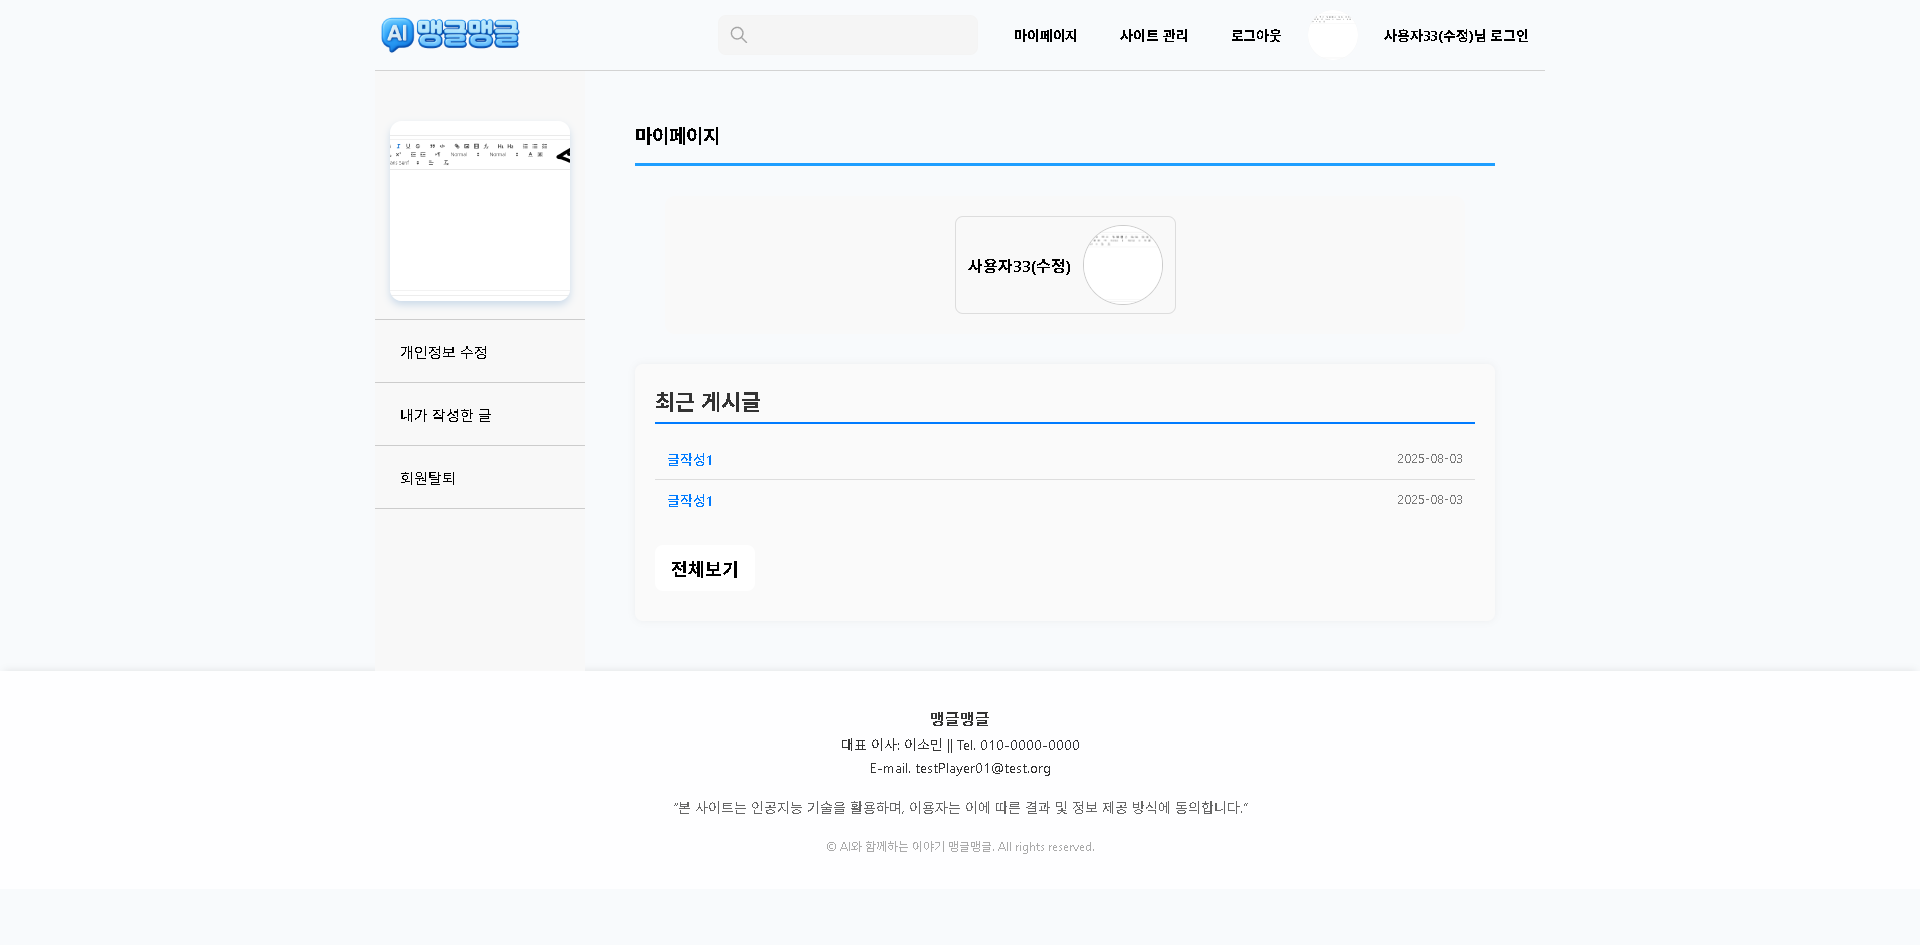 AI 맹글맹글
마이페이지 사이트 관리 로그아웃 사용자33(수정)님 로그인
개인정보 수정
내가 작성한 글
회원탈퇴
마이페이지
사용자33(수정)
최근 게시글
글작성1 2025-08-03
글작성1 2025-08-03
전체보기
맹글맹글
대표 이사: 이소민 || Tel. 010-0000-0000
E-mail. testPlayer01@test.org
"본 사이트는 인공지능 기술을 활용하며, 이용자는 이에 따른 결과 및 정보 제공 방식에 동의합니다."
© AI와 함께하는 이야기 맹글맹글. All rights reserved.